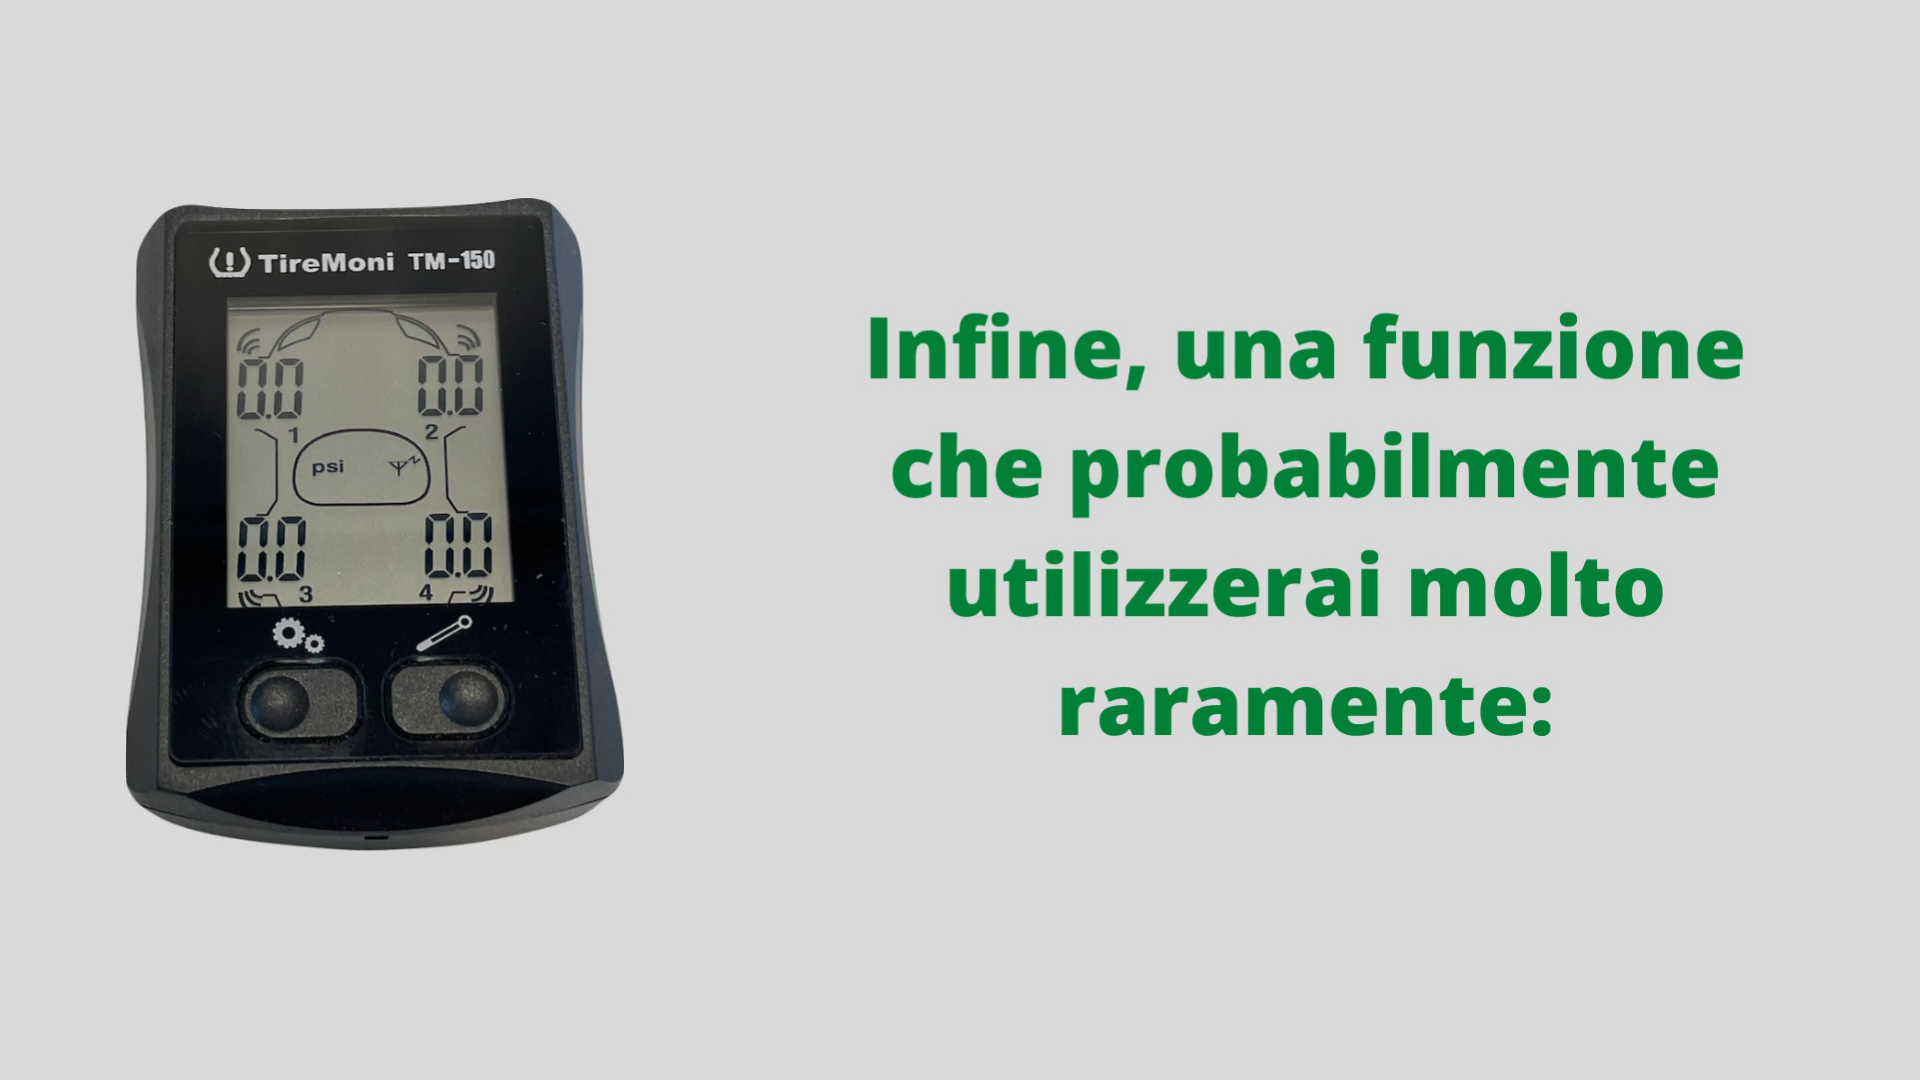 TireMoni TM-150
0.0 0.0
1 2
psi
0.0 0.0
3 4
Infine, una funzione
che probabilmente
utilizzerai molto
raramente: